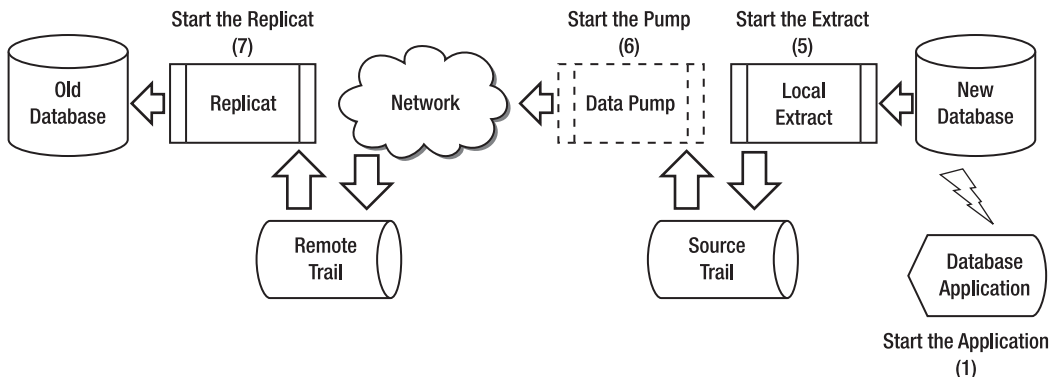 Start the Replicat
(7)
Start the Pump
(6)
Start the Extract
(5)
Old
Database
Replicat
Network
Data Pump
Local
Extract
New
Database
Remote
Trail
Source
Trail
Database
Application
Start the Application
(1)